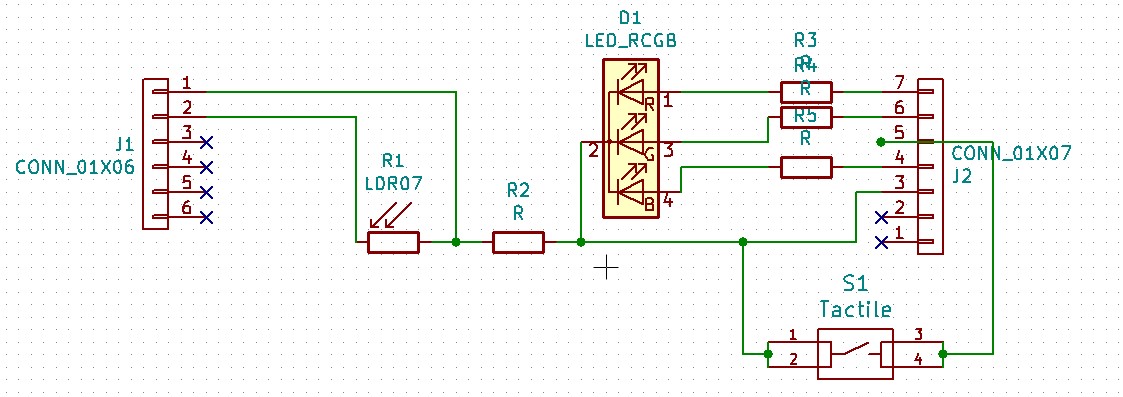 D1
LED_RCGB
R3
R
R4
R
R5
R
J1
CONN_01X06
1
2
3
4
5
6
R1
LDR07
R2
R
2
R
1
G
3
B
4
7
6
5
4
3
2
1
CONN_01X07
J2
S1
Tactile
1
2
3
4